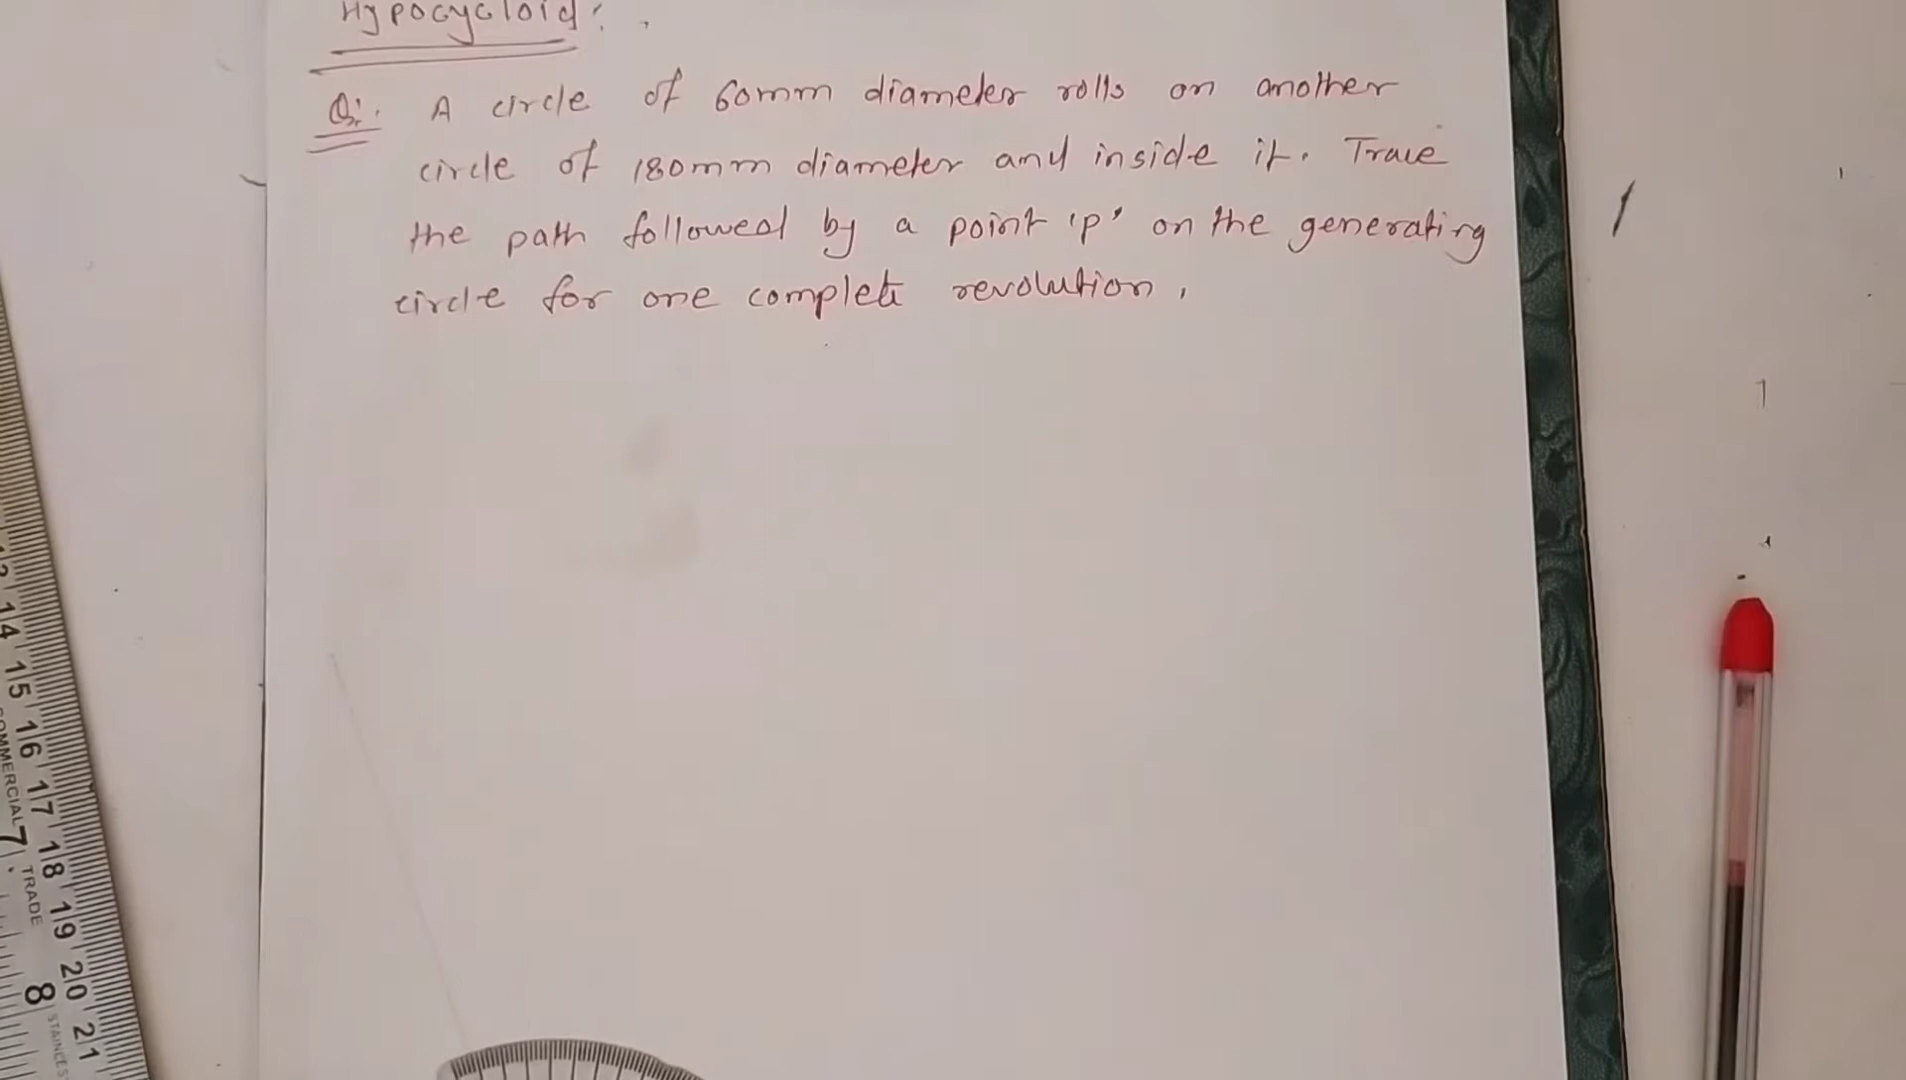 Hypocycloid:
Q:. A circle of 60mm diameter rolls on another
circle of 180mm diameter and inside it. Trace
the path followed by a point 'p' on the generating
circle for one complete revolution.
14 15 16 17 18 19 20 21
COMMERCIAL TRADE
7 8